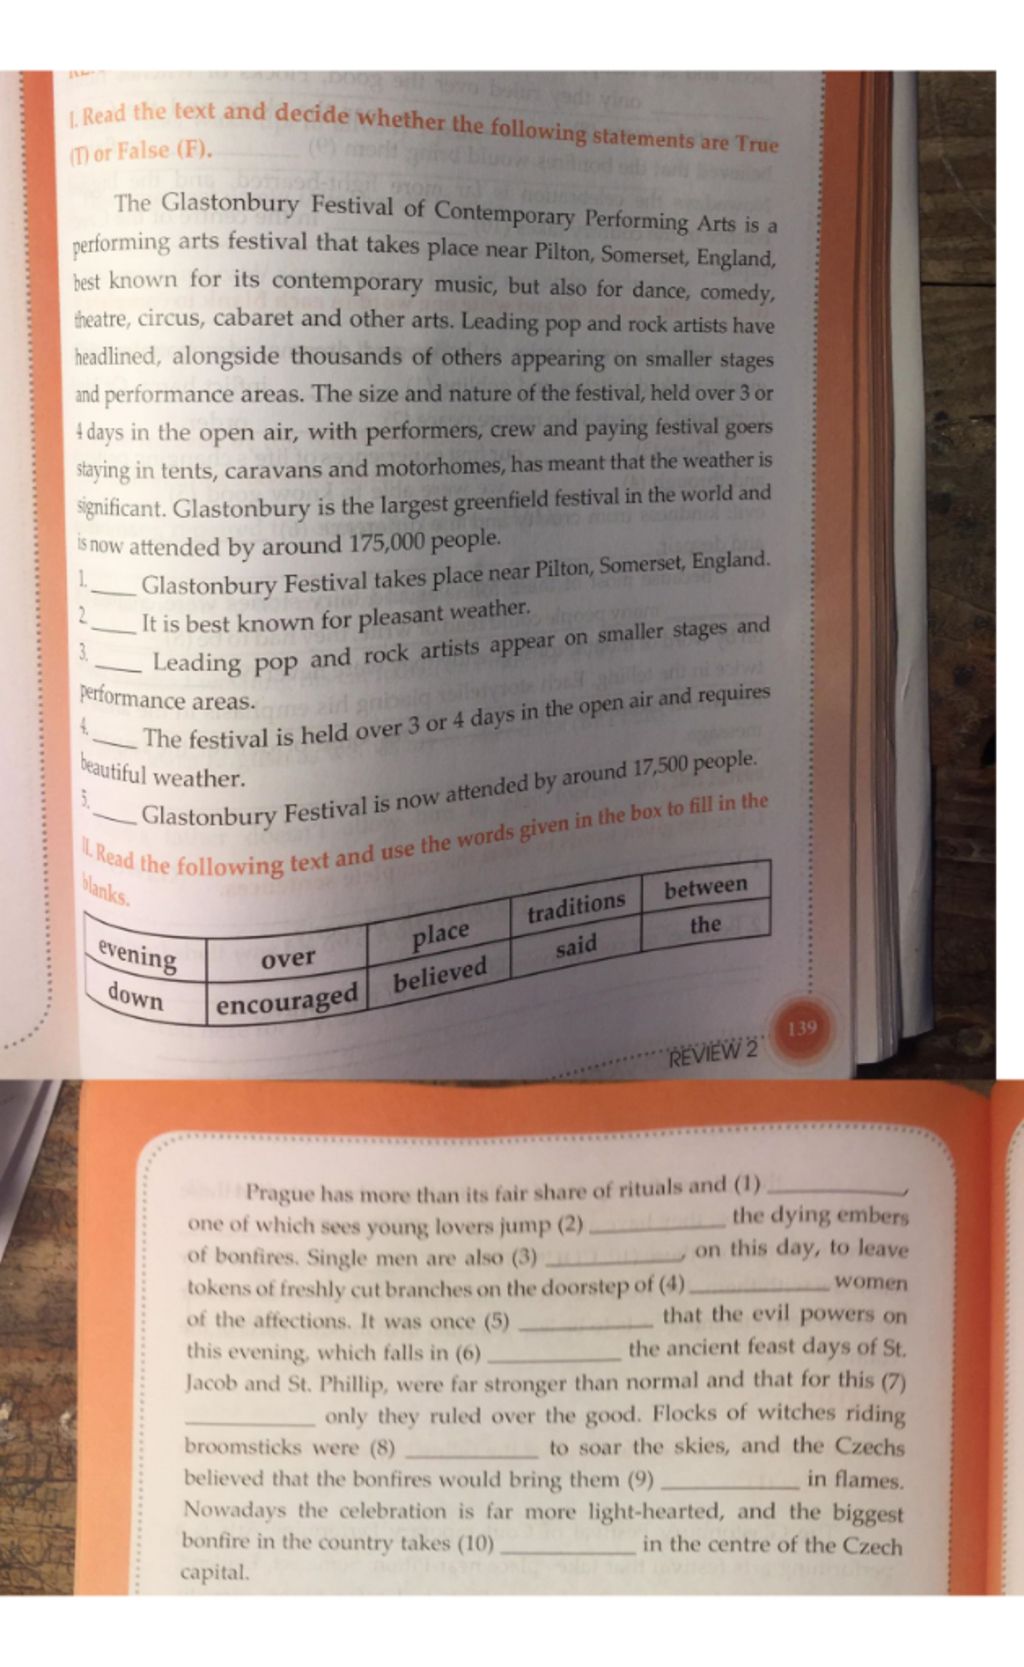 I. Read the text and decide whether the following statements are True
(T) or False (F).
The Glastonbury Festival of Contemporary Performing Arts is a
performing arts festival that takes place near Pilton, Somerset, England,
best known for its contemporary music, but also for dance, comedy,
theatre, circus, cabaret and other arts. Leading pop and rock artists have
headlined, alongside thousands of others appearing on smaller stages
and performance areas. The size and nature of the festival, held over 3 or
4 days in the open air, with performers, crew and paying festival goers
staying in tents, caravans and motorhomes, has meant that the weather is
significant. Glastonbury is the largest greenfield festival in the world and
is now attended by around 175,000 people.
1. ____ Glastonbury Festival takes place near Pilton, Somerset, England.
2. ____ It is best known for pleasant weather.
3. ____ Leading pop and rock artists appear on smaller stages and
performance areas.
4. ____ The festival is held over 3 or 4 days in the open air and requires
beautiful weather.
5. ____ Glastonbury Festival is now attended by around 17,500 people.
II. Read the following text and use the words given in the box to fill in the
blanks.
evening over place traditions between
down encouraged believed said the
139
REVIEW 2
Prague has more than its fair share of rituals and (1) ____________,
one of which sees young lovers jump (2) ____________ the dying embers
of bonfires. Single men are also (3) ____________, on this day, to leave
tokens of freshly cut branches on the doorstep of (4) ____________ women
of the affections. It was once (5) ____________ that the evil powers on
this evening, which falls in (6) ____________ the ancient feast days of St.
Jacob and St. Phillip, were far stronger than normal and that for this (7)
____________ only they ruled over the good. Flocks of witches riding
broomsticks were (8) ____________ to soar the skies, and the Czechs
believed that the bonfires would bring them (9) ____________ in flames.
Nowadays the celebration is far more light-hearted, and the biggest
bonfire in the country takes (10) ____________ in the centre of the Czech
capital.